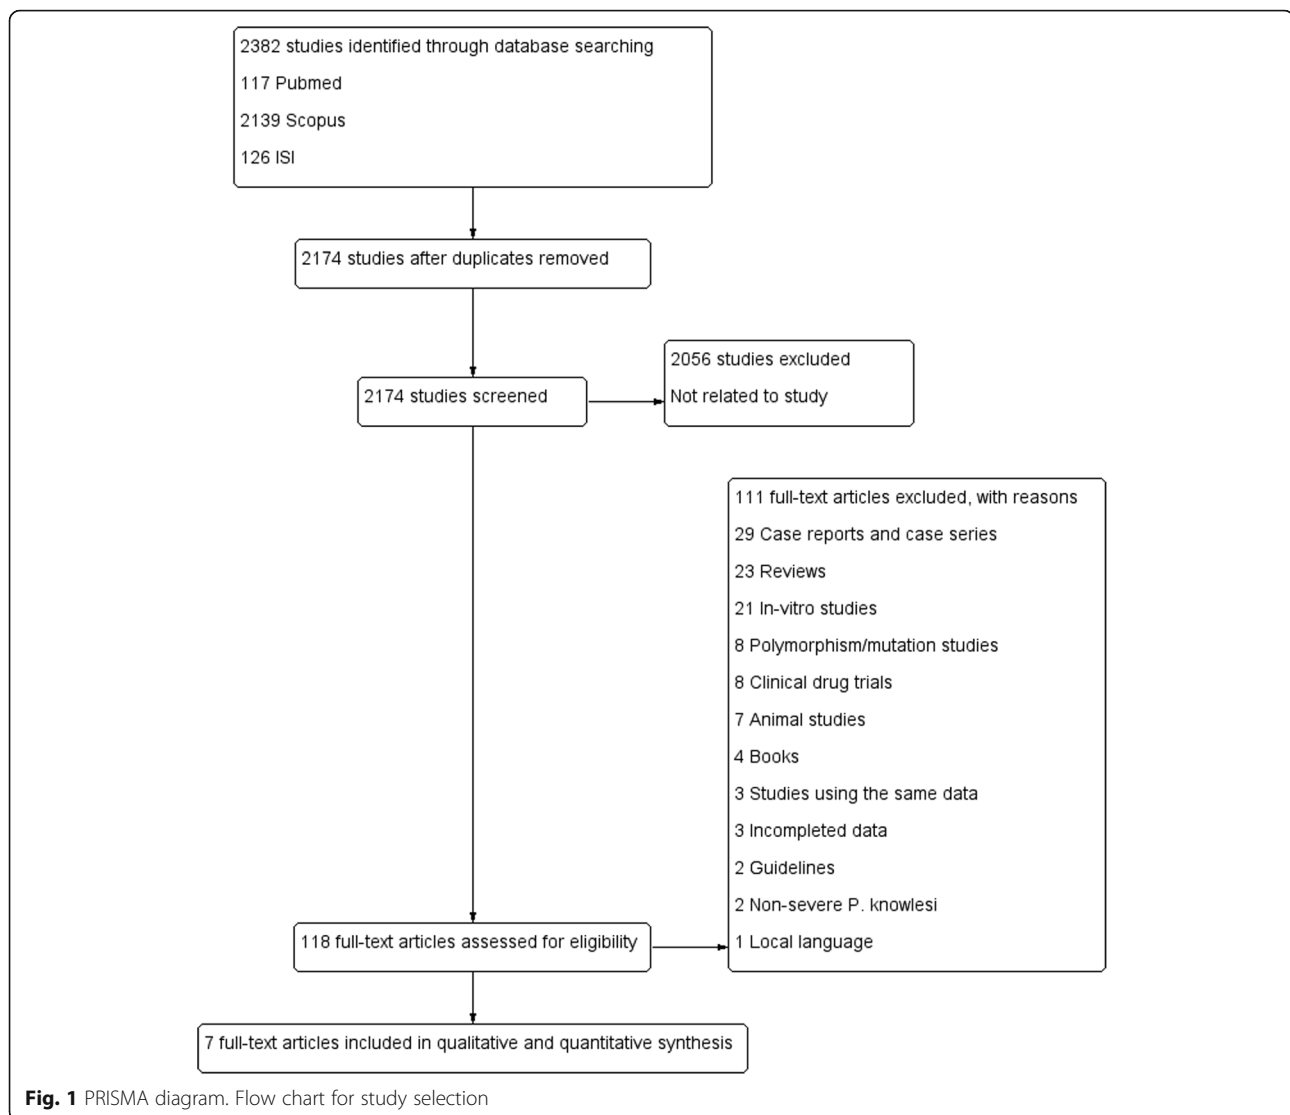 2382 studies identified through database searching
117 Pubmed
2139 Scopus
126 ISI
2174 studies after duplicates removed
2174 studies screened
2056 studies excluded
Not related to study
118 full-text articles assessed for eligibility
111 full-text articles excluded, with reasons
29 Case reports and case series
23 Reviews
21 In-vitro studies
8 Polymorphism/mutation studies
8 Clinical drug trials
7 Animal studies
4 Books
3 Studies using the same data
3 Incompleted data
2 Guidelines
2 Non-severe P. knowlesi
1 Local language
7 full-text articles included in qualitative and quantitative synthesis
Fig. 1 PRISMA diagram. Flow chart for study selection